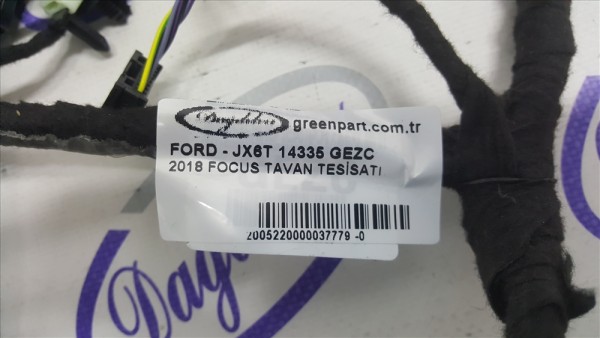 greenpart.com.tr
FORD - JX6T 14335 GEZC
2018 FOCUS TAVAN TESİSATI
2005220000037779 -0